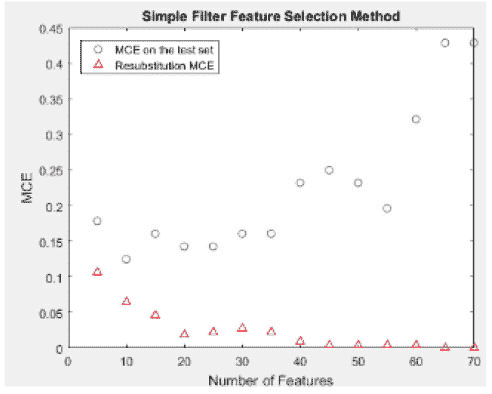 Simple Filter Feature Selection Method
MCE on the test set
Resubstitution MCE
MCE
0.45
0.4
0.35
0.3
0.25
0.2
0.15
0.1
0.05
0
0 10 20 30 40 50 60 70
Number of Features